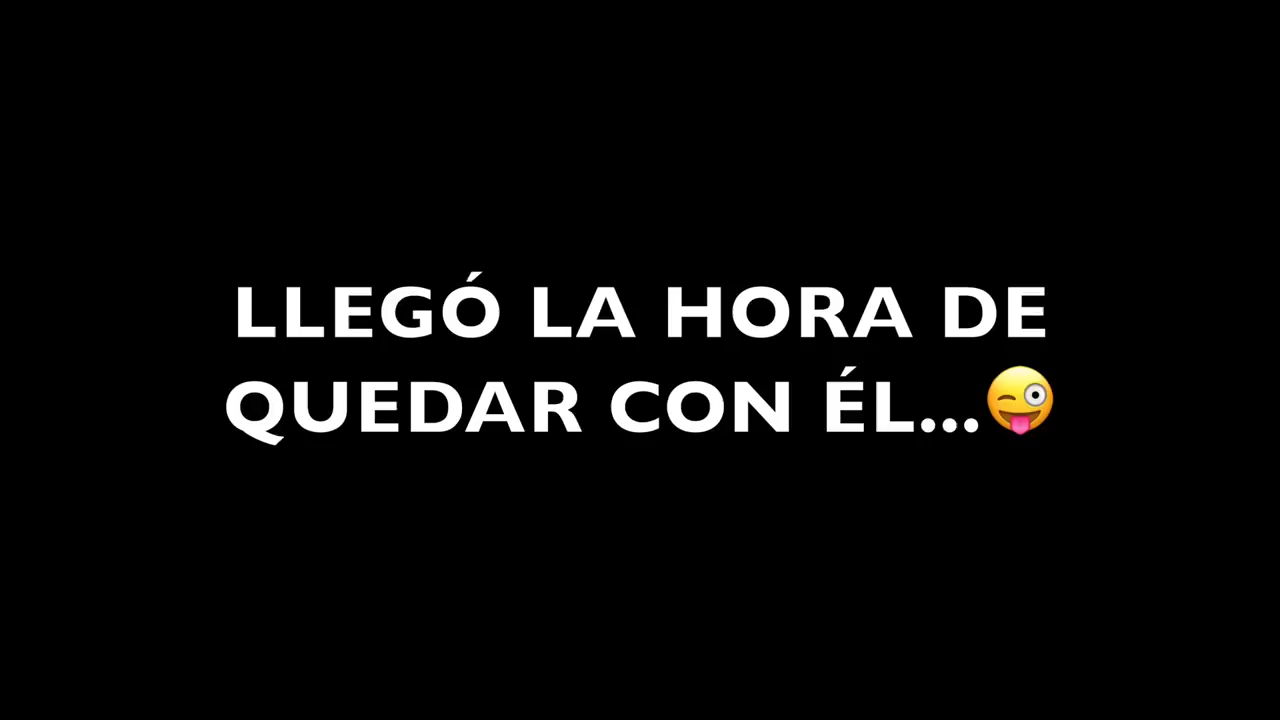 LLEGÓ LA HORA DE
QUEDAR CON ÉL...😜